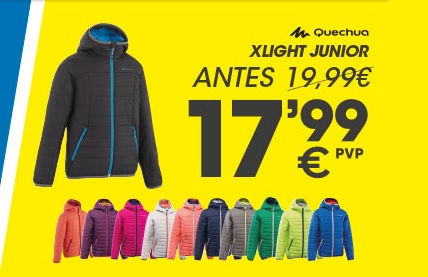 Quechua
XLIGHT JUNIOR
ANTES 19,99€
17'99
€ PVP